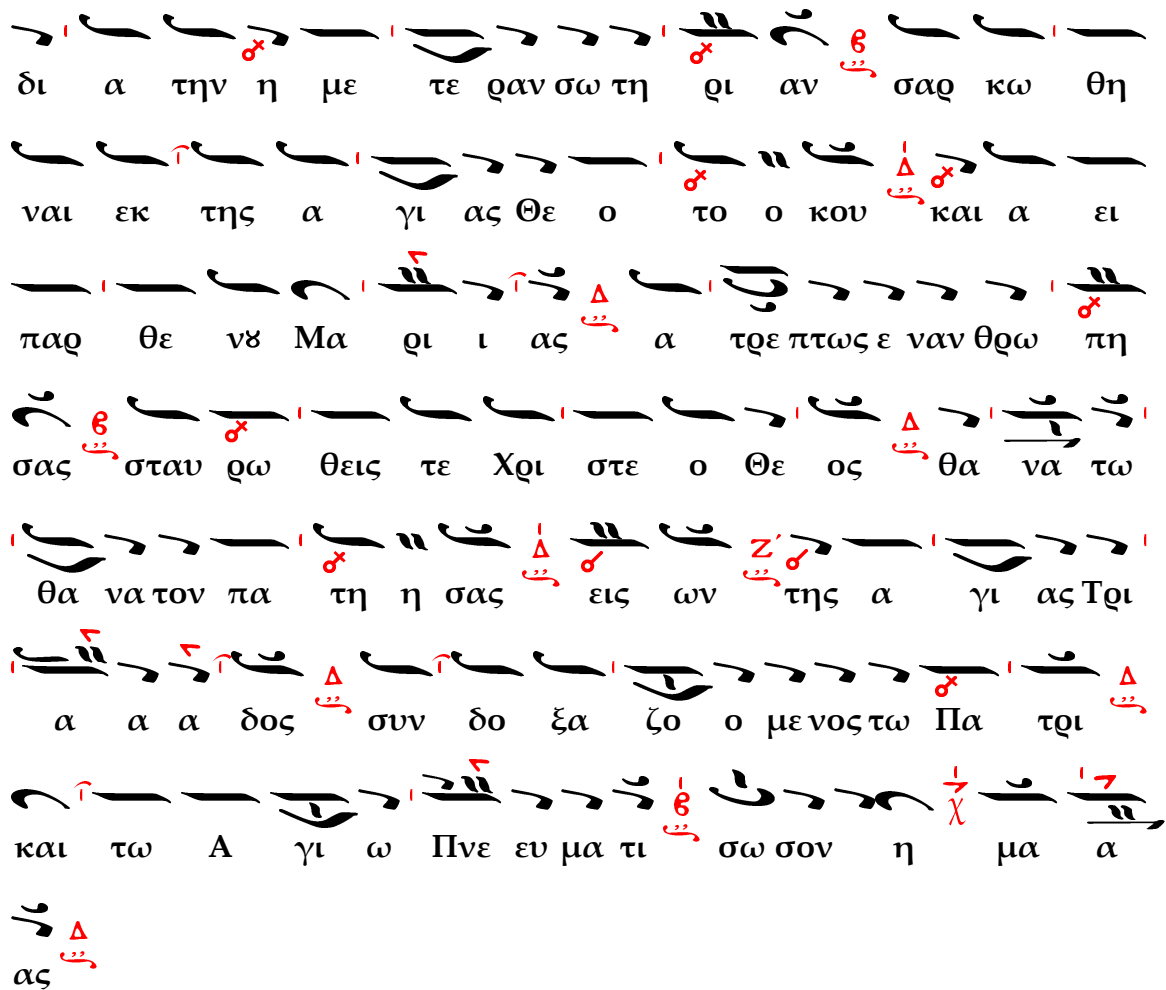 δι α την η με τε ραν σω τη ρι αν σαρ κω θη
ναι εκ της α γι ας Θε ο το ο κου και α ει
παρ θε νȣ Μα ρι ι ας α τρε πτως ε ναν θρω πη
σας σταυ ρω θεις τε Χρι στε ο Θε ος θα να τω
θα να τον πα τη η σας εις ων της α γι ας Τρι
α α α δος συν δο ξα ζο ο με νος τω Πα τρι
και τω Α γι ω Πνε ευ μα τι σω σον η μα α
ας